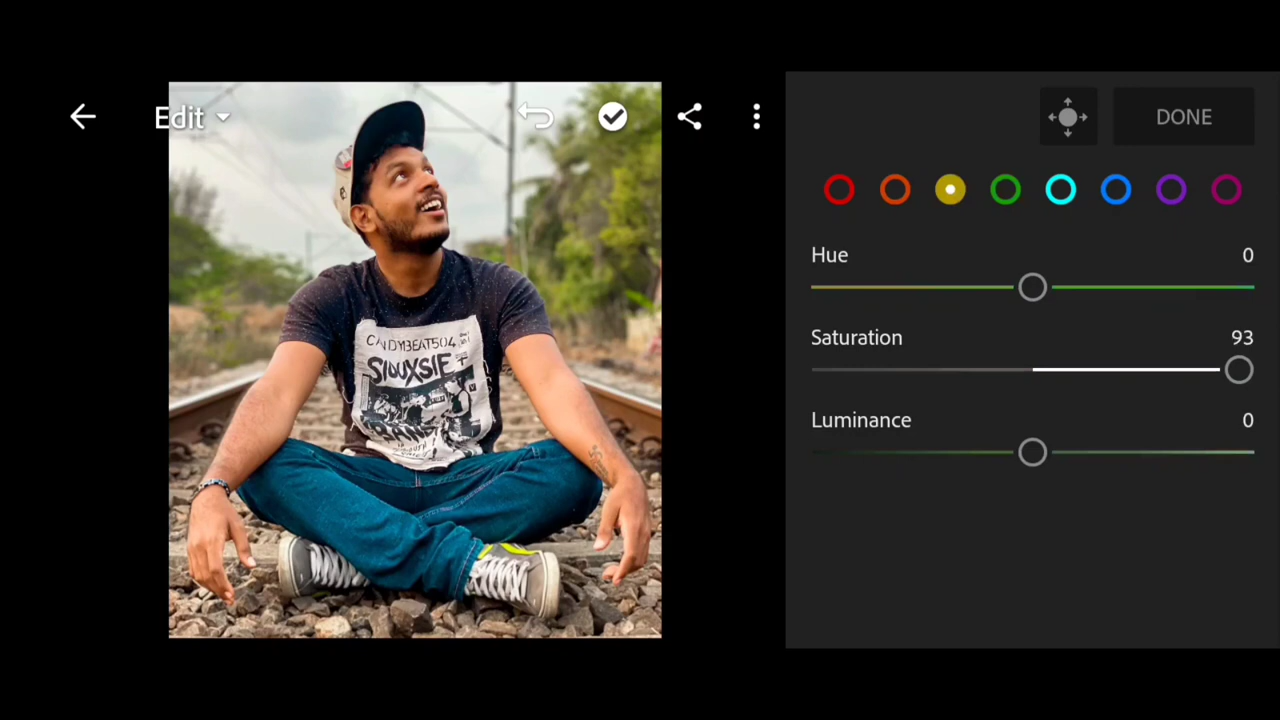 Edit
DONE
Hue 0
Saturation 93
Luminance 0
CANDYBEAT504
SIOUXSIE